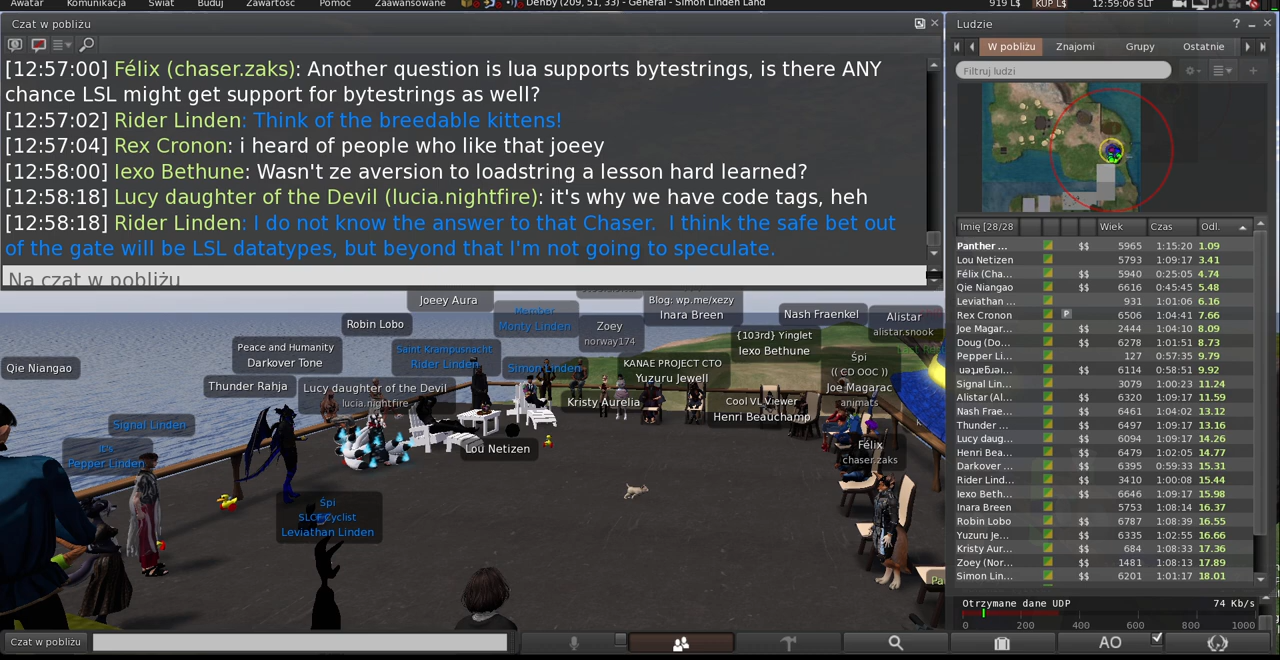 Awatar Komunikacja Świat Buduj Zawartość Pomoc Zaawansowane Denby (209, 51, 33) - General - Simon Linden Land 919 L$ KUP L$ 12:59:06 SLT
Czat w pobliżu
[12:57:00] Félix (chaser.zaks): Another question is lua supports bytestrings, is there ANY
chance LSL might get support for bytestrings as well?
[12:57:02] Rider Linden: Think of the breedable kittens!
[12:57:04] Rex Cronon: i heard of people who like that joeey
[12:58:00] Iexo Bethune: Wasn't ze aversion to loadstring a lesson hard learned?
[12:58:18] Lucy daughter of the Devil (lucia.nightfire): it's why we have code tags, heh
[12:58:18] Rider Linden: I do not know the answer to that Chaser. I think the safe bet out
of the gate will be LSL datatypes, but beyond that I'm not going to speculate.
Na czat w pobliżu
Joeey Aura
Member
Monty Linden
Blog: wp.me/xezy
Inara Breen
Nash Fraenkel
Alistar
alistar.snook
Robin Lobo
Zoey
norway174
{103rd} Yinglet
Iexo Bethune
Peace and Humanity
Darkover Tone
Saint Krampusnacht
Rider Linden
Simon Linden
KANAE PROJECT CTO
Yuzuru Jewell
Śpi
(( CD OOC ))
Joe Magarac
animats
Qie Niangao
Thunder Rahja
Lucy daughter of the Devil
lucia.nightfire
Kristy Aurelia
Cool VL Viewer
Henri Beauchamp
Signal Linden
Lou Netizen
Félix
chaser.zaks
Pepper Linden
Śpi
SLCF Cyclist
Leviathan Linden
Pa
Czat w pobliżu
Ludzie
? _ ×
W pobliżu Znajomi Grupy Ostatnie
Filtruj ludzi
Imię [28/28 Wiek Czas Odl.
Panther ... $$ 5965 1:15:20 1.09
Lou Netizen 5793 1:09:17 3.41
Félix (Cha... $$ 5940 0:25:05 4.74
Qie Niangao $$ 6616 0:45:45 5.48
Leviathan ... 931 1:01:06 6.16
Rex Cronon P 6506 1:04:41 7.66
Joe Magar... $$ 2444 1:04:10 8.09
Doug (Do... $$ 6278 1:01:51 8.73
Pepper Li... 127 0:57:35 9.79
$$ 6114 0:58:51 9.92
Signal Lin... 3079 1:00:23 11.24
Alistar (Al... $$ 6320 1:09:17 11.59
Nash Frae... $$ 6461 1:04:02 13.12
Thunder ... $$ 6497 1:09:17 13.16
Lucy daug... $$ 6094 1:09:17 14.26
Henri Bea... $$ 6479 1:02:05 14.77
Darkover ... $$ 6395 0:59:33 15.31
Rider Lind... $$ 3410 1:00:08 15.44
Iexo Beth... $$ 6646 1:09:17 15.98
Inara Breen 5753 1:08:14 16.37
Robin Lobo $$ 6787 1:08:39 16.55
Yuzuru Je... $$ 6335 1:02:55 16.66
Kristy Aur... $$ 684 1:08:33 17.36
Zoey (Nor... $$ 1481 1:08:13 17.89
Simon Lin... $$ 6201 1:01:17 18.01
Otrzymane dane UDP 74 Kb/s
0 200 400 600 800 1000
AO